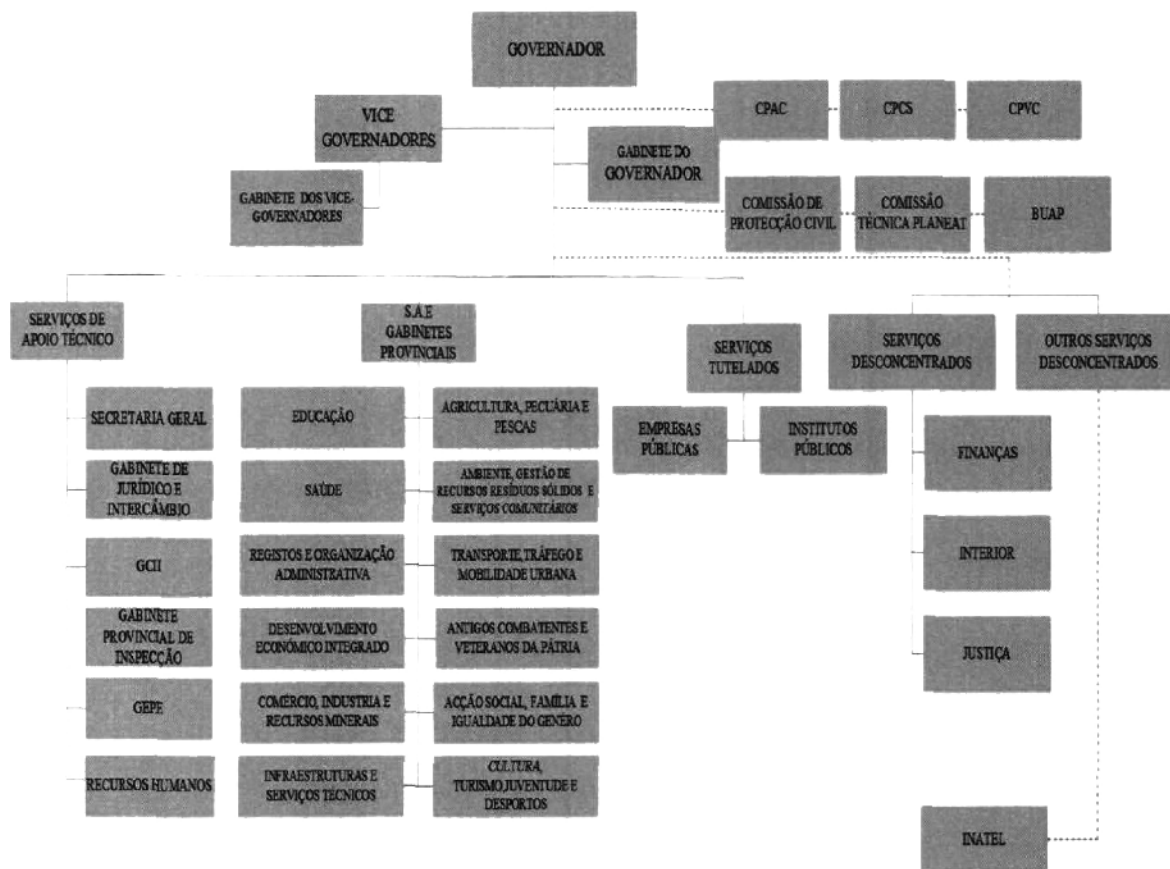 GOVERNADOR
VICE
GOVERNADORES
CPAC
CPCS
CPVC
GABINETE DO
GOVERNADOR
GABINETE DOS VICE-
GOVERNADORES
COMISSÃO DE
PROTECÇÃO CIVIL
COMISSÃO
TÉCNICA PLANEAT
BUAP
SERVIÇOS DE
APOIO TÉCNICO
S.A.E
GABINETES
PROVINCIAIS
SERVIÇOS
TUTELADOS
SERVIÇOS
DESCONCENTRADOS
OUTROS SERVIÇOS
DESCONCENTRADOS
SECRETARIA GERAL
GABINETE DE
JURÍDICO E
INTERCÂMBIO
GCII
GABINETE
PROVINCIAL DE
INSPECÇÃO
GEPE
RECURSOS HUMANOS
EDUCAÇÃO
SAÚDE
REGISTOS E ORGANIZAÇÃO
ADMINISTRATIVA
DESENVOLVIMENTO
ECONÓMICO INTEGRADO
COMÉRCIO, INDUSTRIA E
RECURSOS MINERAIS
INFRAESTRUTURAS E
SERVIÇOS TÉCNICOS
AGRICULTURA, PECUÁRIA E
PESCAS
AMBIENTE, GESTÃO DE
RECURSOS RESÍDUOS SÓLIDOS E
SERVIÇOS COMUNITÁRIOS
TRANSPORTE, TRÁFEGO E
MOBILIDADE URBANA
ANTIGOS COMBATENTES E
VETERANOS DA PÁTRIA
ACÇÃO SOCIAL, FAMÍLIA E
IGUALDADE DO GENÉRO
CULTURA,
TURISMO,JUVENTUDE E
DESPORTOS
EMPRESAS
PÚBLICAS
INSTITUTOS
PÚBLICOS
FINANÇAS
INTERIOR
JUSTIÇA
INATEL